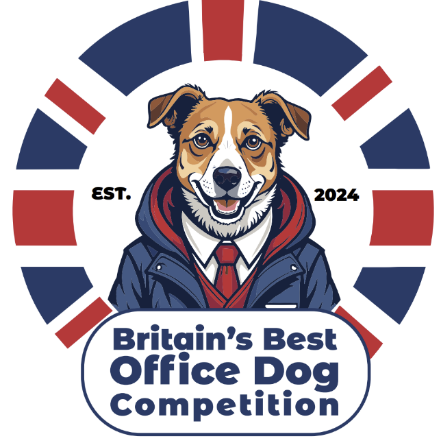 EST. 2024
Britain's Best
Office Dog
Competition